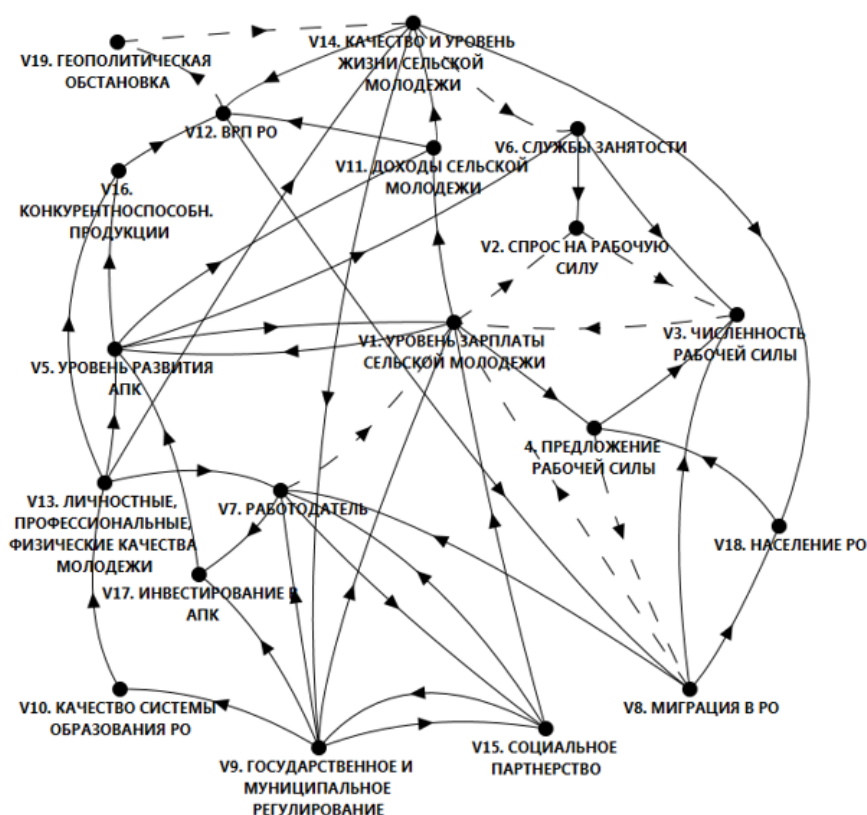 V19. ГЕОПОЛИТИЧЕСКАЯ
ОБСТАНОВКА
V14. КАЧЕСТВО И УРОВЕНЬ
ЖИЗНИ СЕЛЬСКОЙ
МОЛОДЕЖИ
V12. ВРП РО
V6. СЛУЖБЫ ЗАНЯТОСТИ
V11. ДОХОДЫ СЕЛЬСКОЙ
МОЛОДЕЖИ
V16.
КОНКУРЕНТНОСПОСОБН.
ПРОДУКЦИИ
V2. СПРОС НА РАБОЧУЮ
СИЛУ
V1. УРОВЕНЬ ЗАРПЛАТЫ
СЕЛЬСКОЙ МОЛОДЕЖИ
V3. ЧИСЛЕННОСТЬ
РАБОЧЕЙ СИЛЫ
V5. УРОВЕНЬ РАЗВИТИЯ
АПК
4. ПРЕДЛОЖЕНИЕ
РАБОЧЕЙ СИЛЫ
V13. ЛИЧНОСТНЫЕ,
ПРОФЕССИОНАЛЬНЫЕ,
ФИЗИЧЕСКИЕ КАЧЕСТВА
МОЛОДЕЖИ
V7. РАБОТОДАТЕЛЬ
V18. НАСЕЛЕНИЕ РО
V17. ИНВЕСТИРОВАНИЕ В
АПК
V10. КАЧЕСТВО СИСТЕМЫ
ОБРАЗОВАНИЯ РО
V8. МИГРАЦИЯ В РО
V15. СОЦИАЛЬНОЕ
ПАРТНЕРСТВО
V9. ГОСУДАРСТВЕННОЕ И
МУНИЦИПАЛЬНОЕ
РЕГУЛИРОВАНИЕ